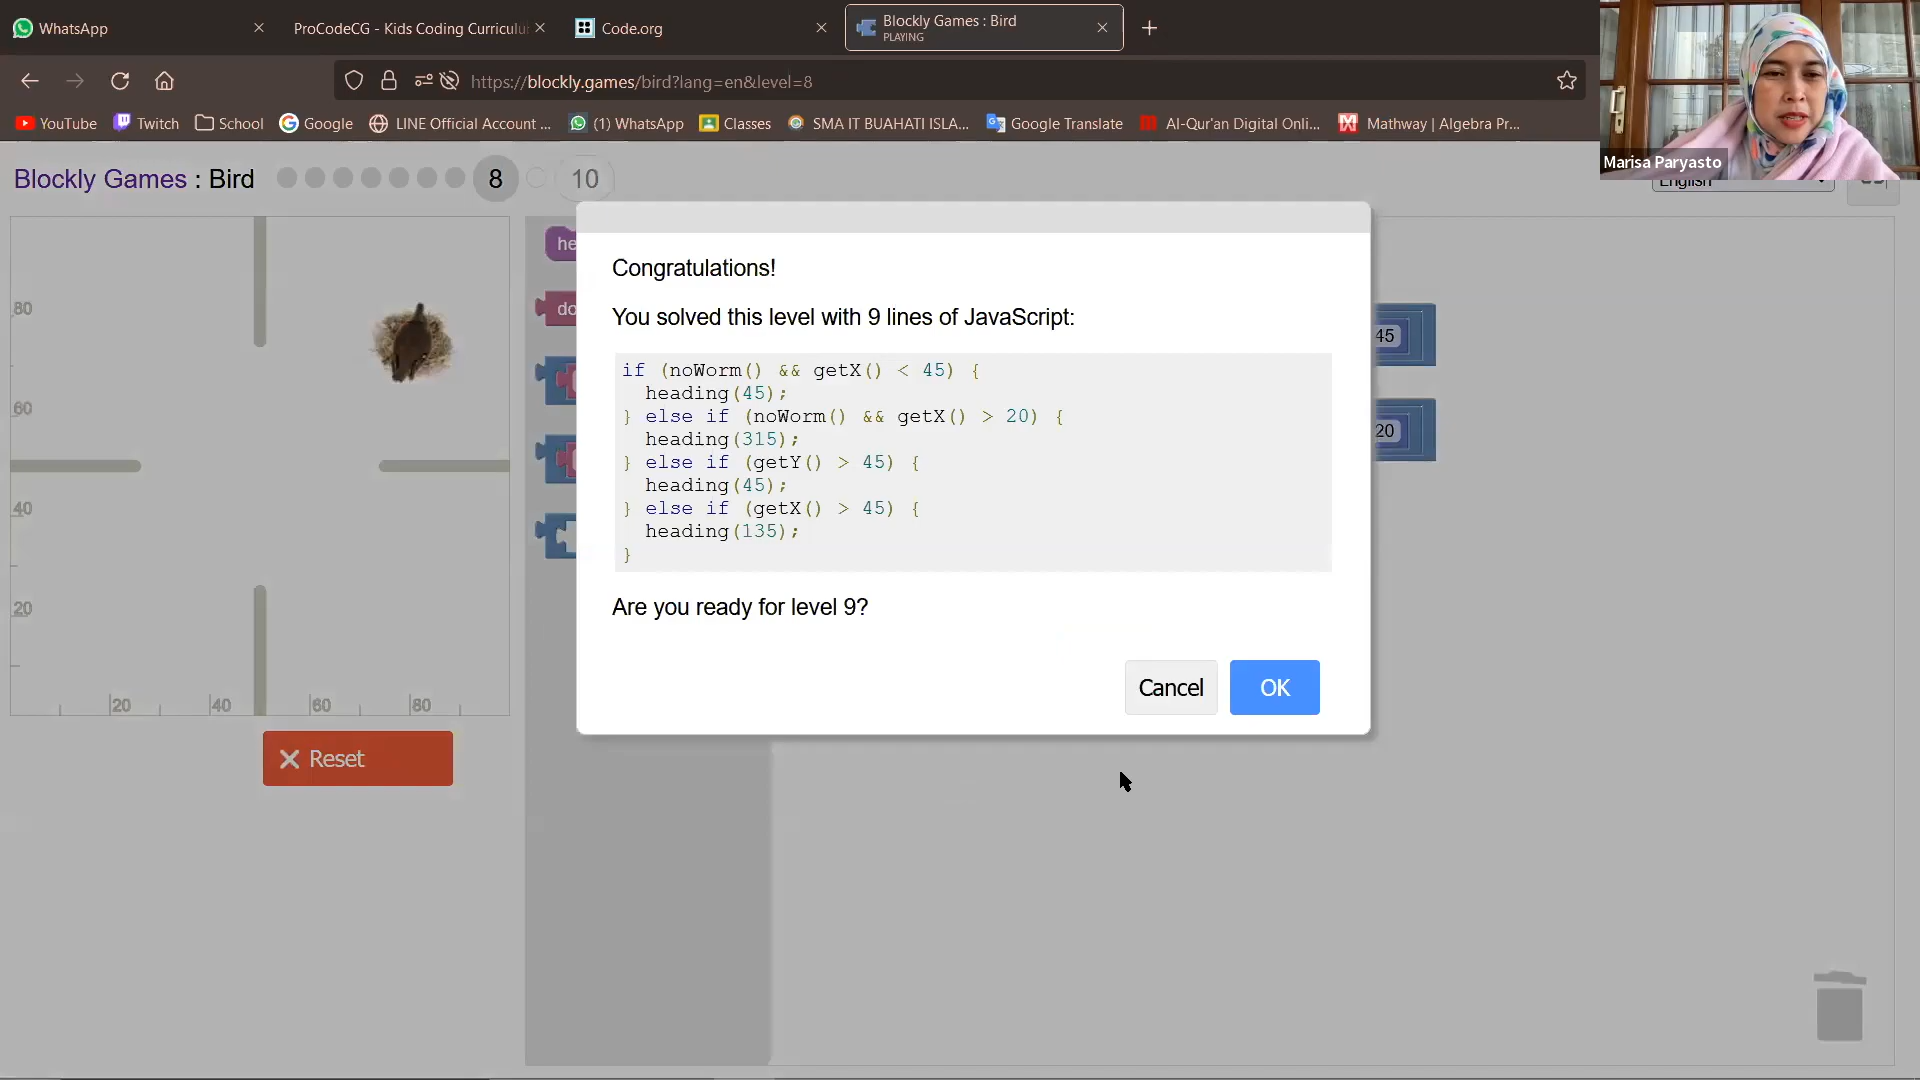 WhatsApp
ProCodeCG - Kids Coding Curriculu
Code.org
Blockly Games : Bird
PLAYING
https://blockly.games/bird?lang=en&level=8
YouTube
Twitch
School
Google
LINE Official Account ...
(1) WhatsApp
Classes
SMA IT BUAHATI ISLA...
Google Translate
Al-Qur'an Digital Onli...
Mathway | Algebra Pr...
Marisa Paryasto
Blockly Games : Bird
8
10
English
80
60
40
20
20
40
60
80
Reset
he
do
45
20
Congratulations!
You solved this level with 9 lines of JavaScript:
if (noWorm() && getX() < 45) {
heading(45);
} else if (noWorm() && getX() > 20) {
heading(315);
} else if (getY() > 45) {
heading(45);
} else if (getX() > 45) {
heading(135);
}
Are you ready for level 9?
Cancel
OK